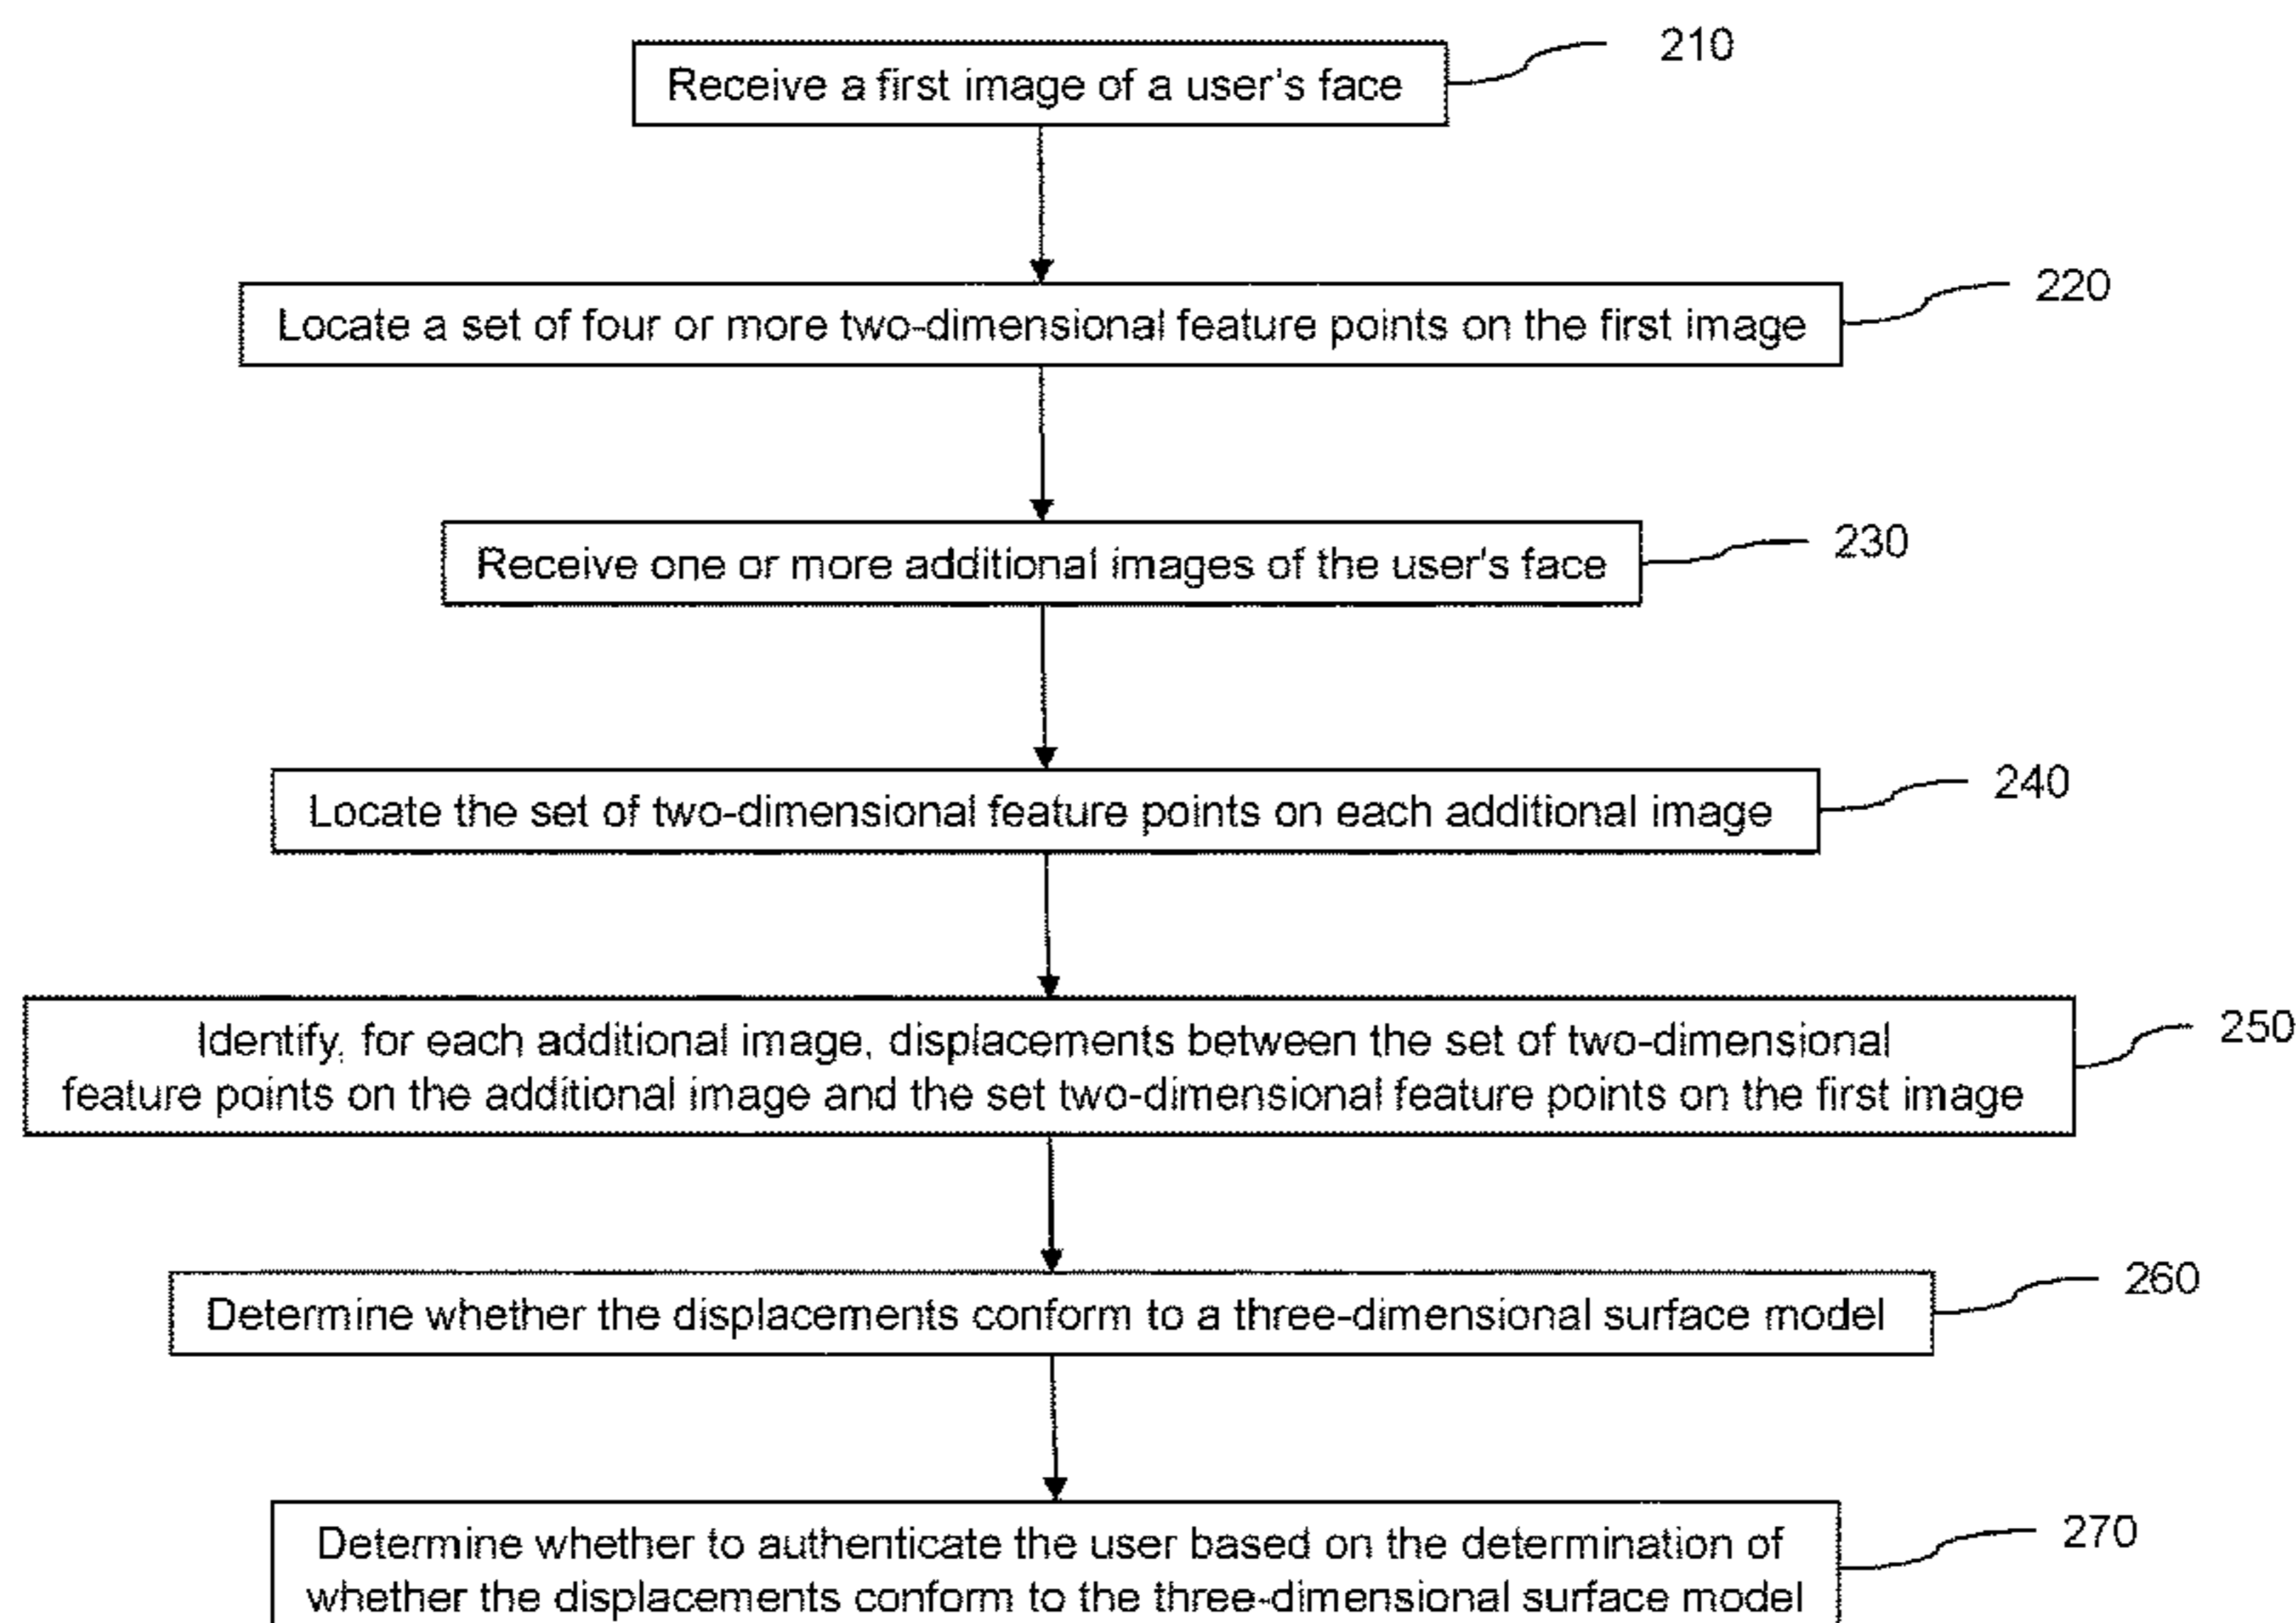 Receive a first image of a user's face
210
Locate a set of four or more two-dimensional feature points on the first image
220
Receive one or more additional images of the user's face
230
Locate the set of two-dimensional feature points on each additional image
240
Identify, for each additional image, displacements between the set of two-dimensional
feature points on the additional image and the set two-dimensional feature points on the first image
250
Determine whether the displacements conform to a three-dimensional surface model
260
Determine whether to authenticate the user based on the determination of
whether the displacements conform to the three-dimensional surface model
270